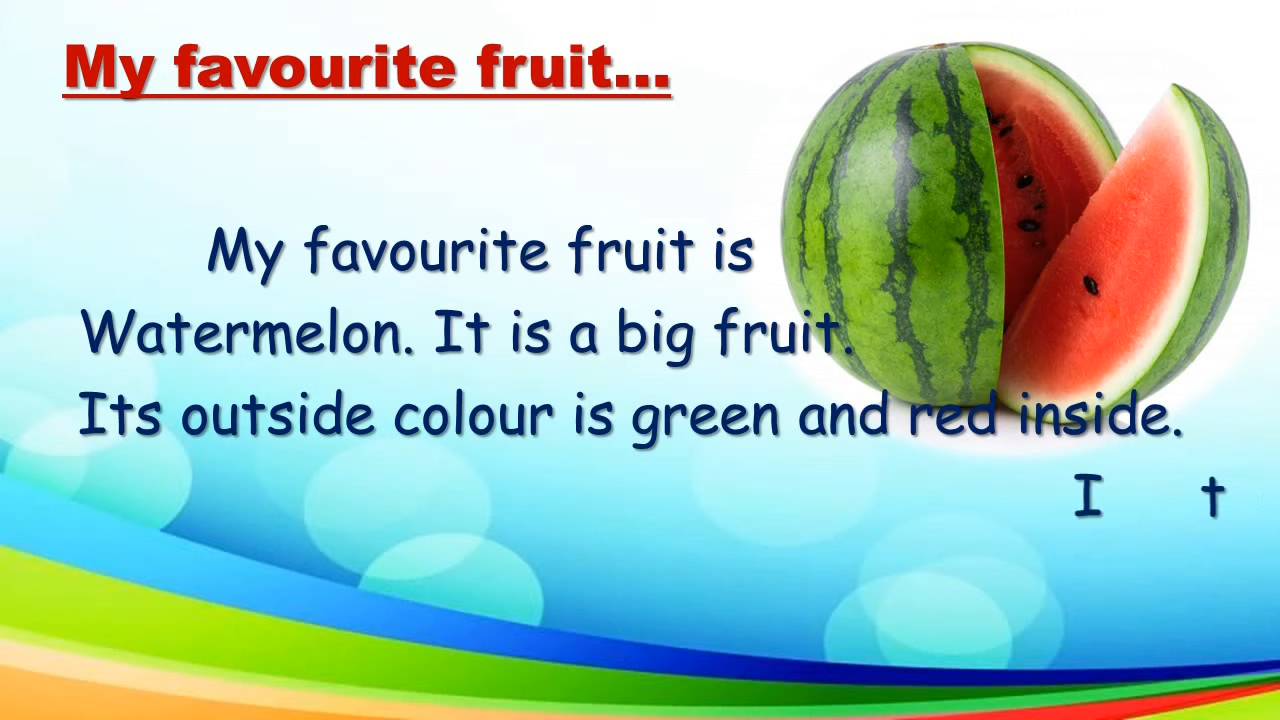 My favourite fruit...
My favourite fruit is
Watermelon. It is a big fruit.
Its outside colour is green and red inside.
I t